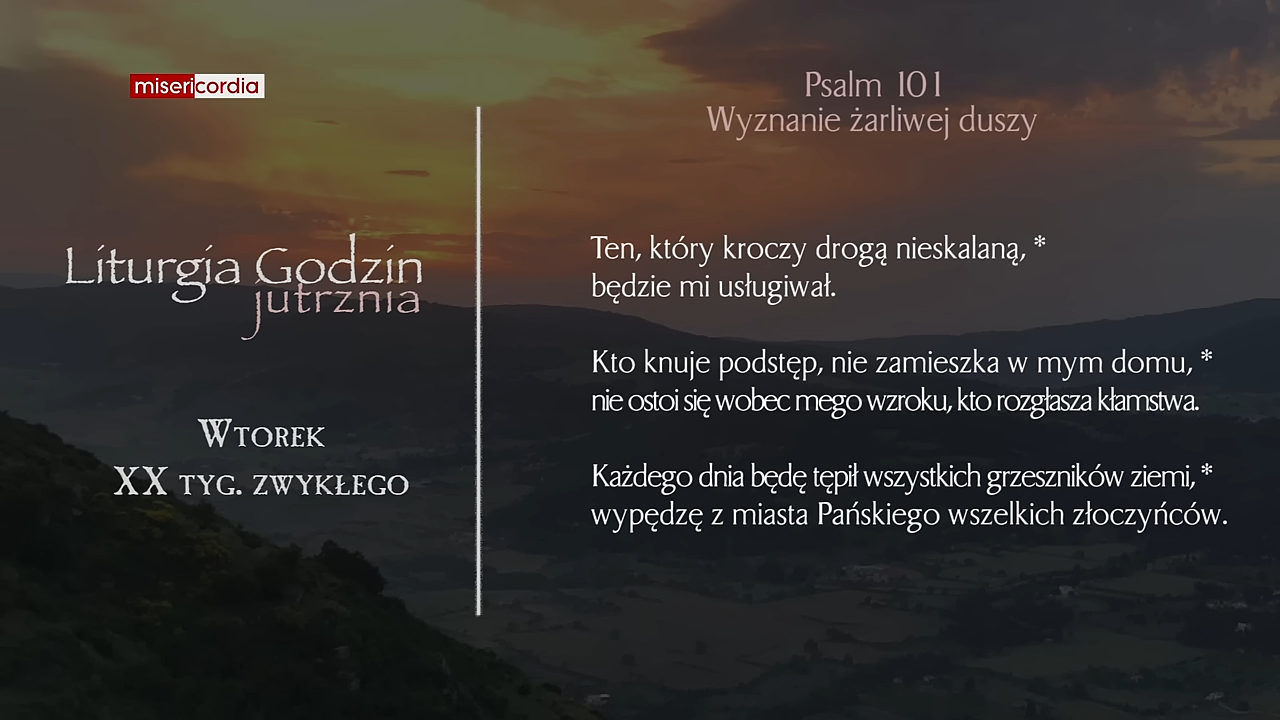 misericordia
Liturgia Godzin
jutrznia
Wtorek
XX tyg. zwykłego
Psalm 101
Wyznanie żarliwej duszy
Ten, który kroczy drogą nieskalaną, *
będzie mi usługiwał.
Kto knuje podstęp, nie zamieszka w mym domu, *
nie ostoi się wobec mego wzroku, kto rozgłasza kłamstwa.
Każdego dnia będę tępił wszystkich grzeszników ziemi, *
wypędzę z miasta Pańskiego wszelkich złoczyńców.